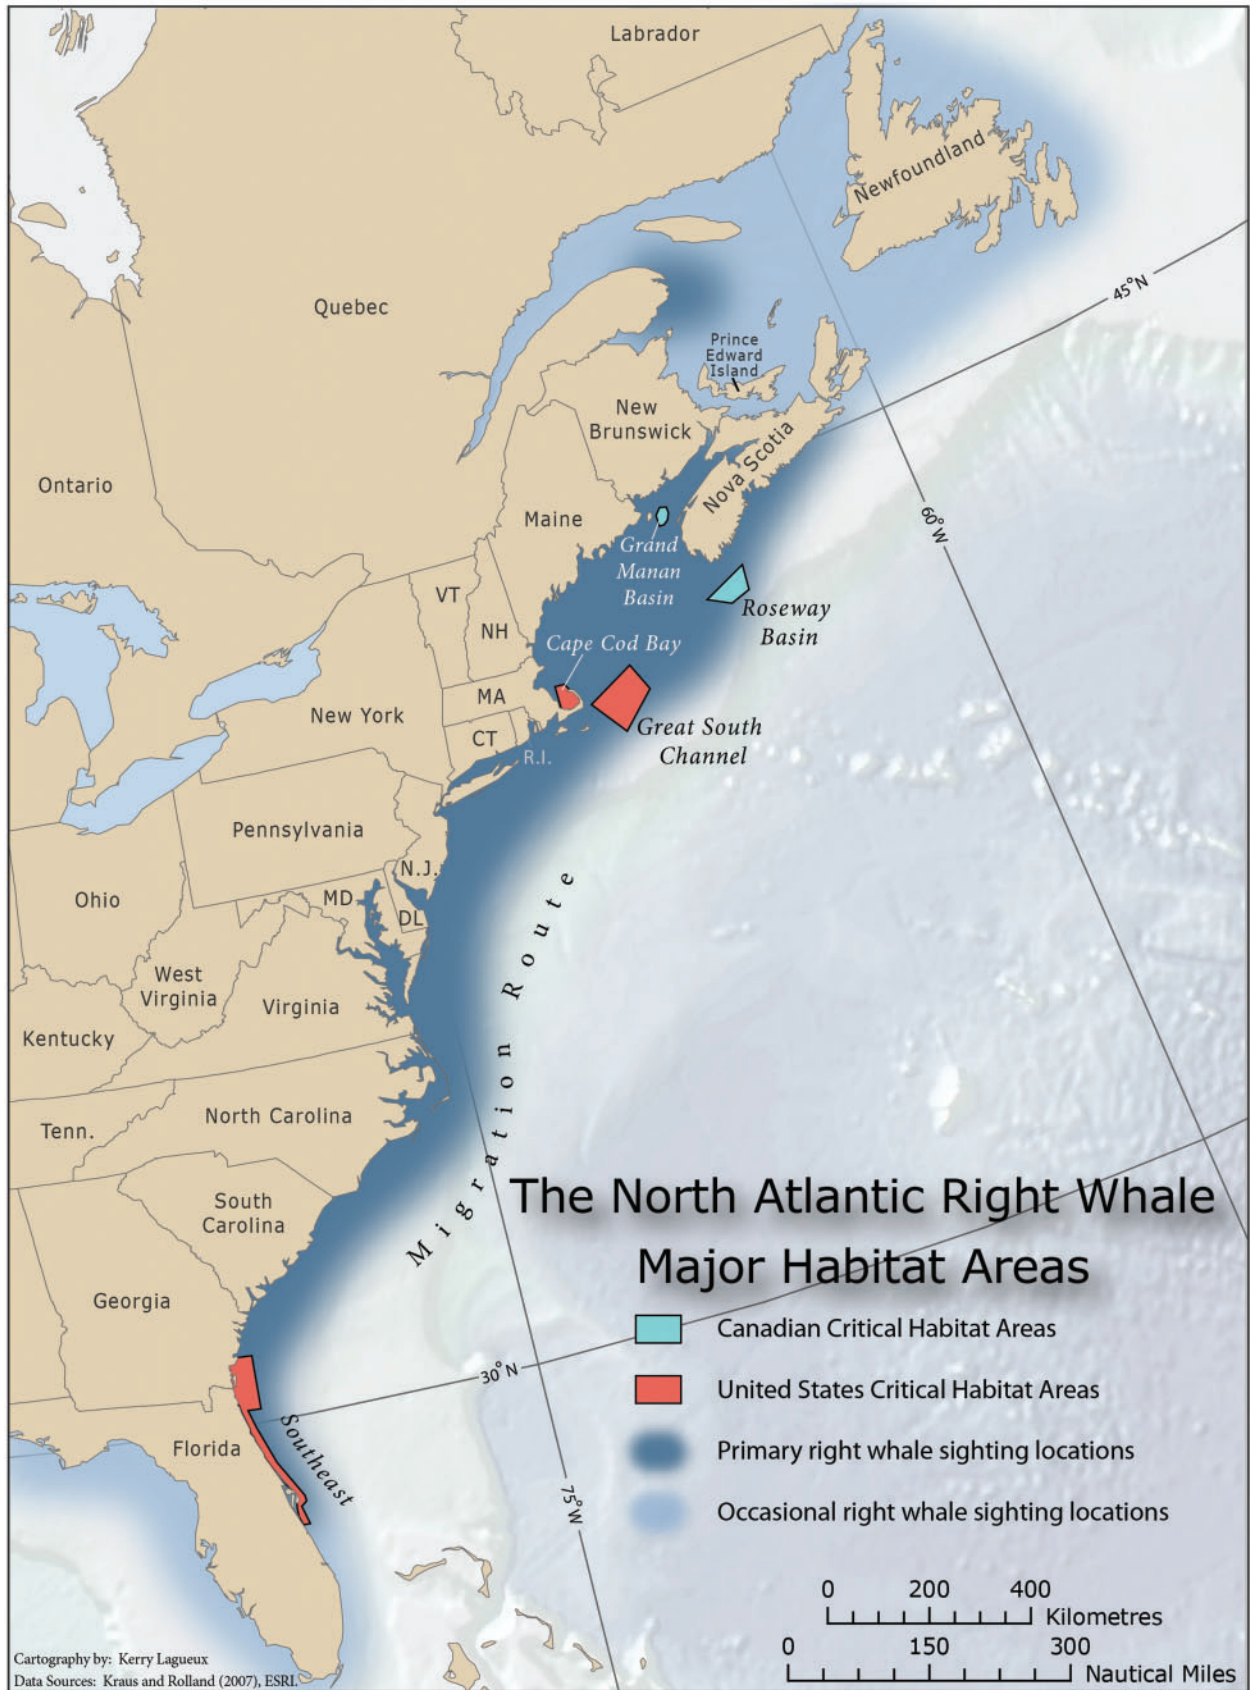 Labrador
Newfoundland
45°N
Quebec
Prince
Edward
Island
New
Brunswick
Nova Scotia
Ontario
Maine
60°W
Grand
Manan
Basin
VT
NH
Roseway
Basin
Cape Cod Bay
MA
New York
CT
R.I.
Great South
Channel
Pennsylvania
N.J.
Ohio
MD
DL
West
Virginia
Virginia
Kentucky
Migration Route
North Carolina
Tenn.
South
Carolina
Georgia
The North Atlantic Right Whale
Major Habitat Areas
Canadian Critical Habitat Areas
30°N
United States Critical Habitat Areas
Florida
Southeast
Primary right whale sighting locations
75°W
Occasional right whale sighting locations
0 200 400
Kilometres
0 150 300
Nautical Miles
Cartography by: Kerry Lagueux
Data Sources: Kraus and Rolland (2007), ESRI.